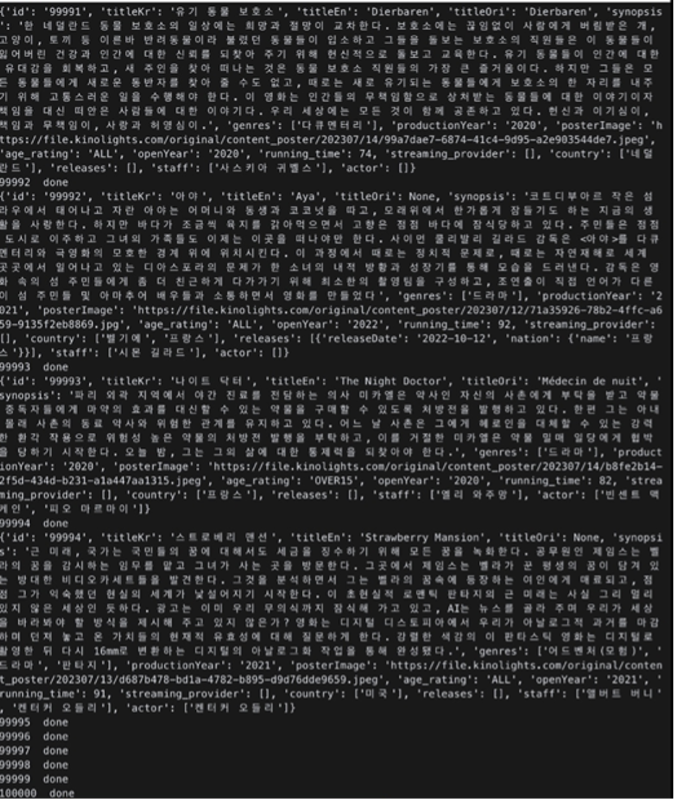 {'id': '99991', 'titleKr': '유기 동물 보호소', 'titleEn': 'Dierbaren', 'titleOri': 'Dierbaren', 'synopsis
': '한 네덜란드 동물 보호소의 일상에는 희망과 절망이 교차한다. 보호소에는 끊임없이 사람에게 버림받은 개,
고양이, 토끼 등 이른바 반려동물이라 불렸던 동물들이 입소하고 그들을 돌보는 보호소의 직원들은 이 동물들이
잃어버린 건강과 인간에 대한 신뢰를 되찾아 주기 위해 헌신적으로 돌보고 교육한다. 유기 동물들이 인간에 대한
유대감을 회복하고, 새 주인을 찾아 떠나는 것은 동물 보호소 직원들의 가장 큰 즐거움이다. 하지만 그들은 모
든 동물들에게 새로운 동반자를 찾아 줄 수도 없고, 때로는 새로 유기되는 동물들에게 보호소의 한 자리를 내주
기 위해 고통스러운 일을 수행해야 한다. 이 영화는 인간들의 무책임함으로 상처받는 동물들에 대한 이야기이자
책임을 대신 떠안은 사람들에 대한 이야기다. 우리 세상에는 모든 것이 함께 공존하고 있다. 헌신과 이기심이,
책임과 무책임이, 사랑과 허영심이.', 'genres': ['다큐멘터리'], 'productionYear': '2020', 'posterImage': 'h
ttps://file.kinolights.com/original/content_poster/202307/14/99a7dae7-6874-41c4-9d95-a2e903544de7.jpeg',
'age_rating': 'ALL', 'openYear': '2020', 'running_time': 74, 'streaming_provider': [], 'country': ['네덜
란드'], 'releases': [], 'staff': ['사스키아 귀벨스'], 'actor': []}
99992 done
{'id': '99992', 'titleKr': '아야', 'titleEn': 'Aya', 'titleOri': None, 'synopsis': '코트디부아르 작은 섬
라우에서 태어나고 자란 아야는 어머니와 동생과 코코넛을 따고, 모래위에서 한가롭게 잠들기도 하는 지금의 생
활을 사랑한다. 하지만 바다가 조금씩 육지를 갉아먹으면서 고향은 점점 바다에 잠식당하고 있다. 주민들은 점점
도시로 이주하고 그녀의 가족들도 이제는 이곳을 떠나야만 한다. 사이먼 쿨리발리 길라드 감독은 <아야>를 다큐
멘터리와 극영화의 모호한 경계 위에 위치시킨다. 이 과정에서 때로는 정치적 문제로, 때로는 자연재해로 세계
곳곳에서 일어나고 있는 디아스포라의 문제가 한 소녀의 내적 방황과 성장기를 통해 모습을 드러낸다. 감독은 영
화 속의 섬 주민들에게 좀 더 친근하게 다가가기 위해 최소한의 촬영팀을 구성하고, 조연출이 직접 언어가 다른
이 섬 주민들 및 아마추어 배우들과 소통하면서 영화를 만들었다', 'genres': ['드라마'], 'productionYear': '2
021', 'posterImage': 'https://file.kinolights.com/original/content_poster/202307/12/71a35926-78b2-4ffc-a6
59-9135f2eb8869.jpg', 'age_rating': 'ALL', 'openYear': '2022', 'running_time': 92, 'streaming_provider':
[], 'country': ['벨기에', '프랑스'], 'releases': [{'releaseDate': '2022-10-12', 'nation': {'name': '프랑
스'}}], 'staff': ['시몬 길라드'], 'actor': []}
99993 done
{'id': '99993', 'titleKr': '나이트 닥터', 'titleEn': 'The Night Doctor', 'titleOri': 'Médecin de nuit', '
synopsis': '파리 외곽 지역에서 야간 진료를 전담하는 의사 미카엘은 약사인 자신의 사촌에게 부탁을 받고 약물
중독자들에게 마약의 효과를 대신할 수 있는 약물을 구매할 수 있도록 처방전을 발행하고 있다. 한편 그는 아내
몰래 사촌의 동료 약사와 위험한 관계를 유지하고 있다. 어느 날 사촌은 그에게 헤로인을 대체할 수 있는 강력
한 환각 작용으로 위험성 높은 약물의 처방전 발행을 부탁하고, 이를 거절한 미카엘은 약물 밀매 일당에게 협박
을 당하기 시작한다. 오늘 밤, 그는 그의 삶에 대한 통제력을 되찾아야 한다.', 'genres': ['드라마'], 'product
ionYear': '2020', 'posterImage': 'https://file.kinolights.com/original/content_poster/202307/14/b8fe2b14-
2f5d-434d-b231-a1a447aa1315.jpeg', 'age_rating': 'OVER15', 'openYear': '2020', 'running_time': 82, 'strea
ming_provider': [], 'country': ['프랑스'], 'releases': [], 'staff': ['엘리 와주망'], 'actor': ['빈센트 맥
케인', '피오 마르마이']}
99994 done
{'id': '99994', 'titleKr': '스트로베리 맨션', 'titleEn': 'Strawberry Mansion', 'titleOri': None, 'synopsi
s': '근 미래, 국가는 국민들의 꿈에 대해서도 세금을 징수하기 위해 모든 꿈을 녹화한다. 공무원인 제임스는 벨
라의 꿈을 감시하는 임무를 맡고 그녀가 사는 곳을 방문한다. 그곳에서 제임스는 벨라가 꾼 평생의 꿈이 담겨 있
는 방대한 비디오카세트들을 발견한다. 그것을 분석하면서 그는 벨라의 꿈속에 등장하는 여인에게 매료되고, 점
점 그가 익숙했던 현실의 세계가 낯설어지기 시작한다. 이 초현실적 로맨틱 판타지의 근 미래는 사실 그리 멀리
있지 않은 세상인 듯하다. 광고는 이미 우리 무의식까지 잠식해 가고 있고, AI는 뉴스를 골라 주며 우리가 세상
을 바라봐야 할 방식을 제시해 주고 있지 않은가? 영화는 디지털 디스토피아에서 우리가 아날로그적 과거를 마감
하며 던져 놓고 온 가치들의 현재적 유효성에 대해 질문하게 한다. 강렬한 색감의 이 판타스틱 영화는 디지털로
촬영한 뒤 다시 16mm로 변환하는 디지털의 아날로그화 작업을 통해 완성됐다.', 'genres': ['어드벤처(모험)', '
드라마', '판타지'], 'productionYear': '2021', 'posterImage': 'https://file.kinolights.com/original/conten
t_poster/202307/13/d687b478-bd1a-4782-b895-d9d76dde9659.jpeg', 'age_rating': 'ALL', 'openYear': '2021', '
running_time': 91, 'streaming_provider': [], 'country': ['미국'], 'releases': [], 'staff': ['앨버트 버니'
, '켄터커 오들리'], 'actor': ['켄터커 오들리']}
99995 done
99996 done
99997 done
99998 done
99999 done
100000 done